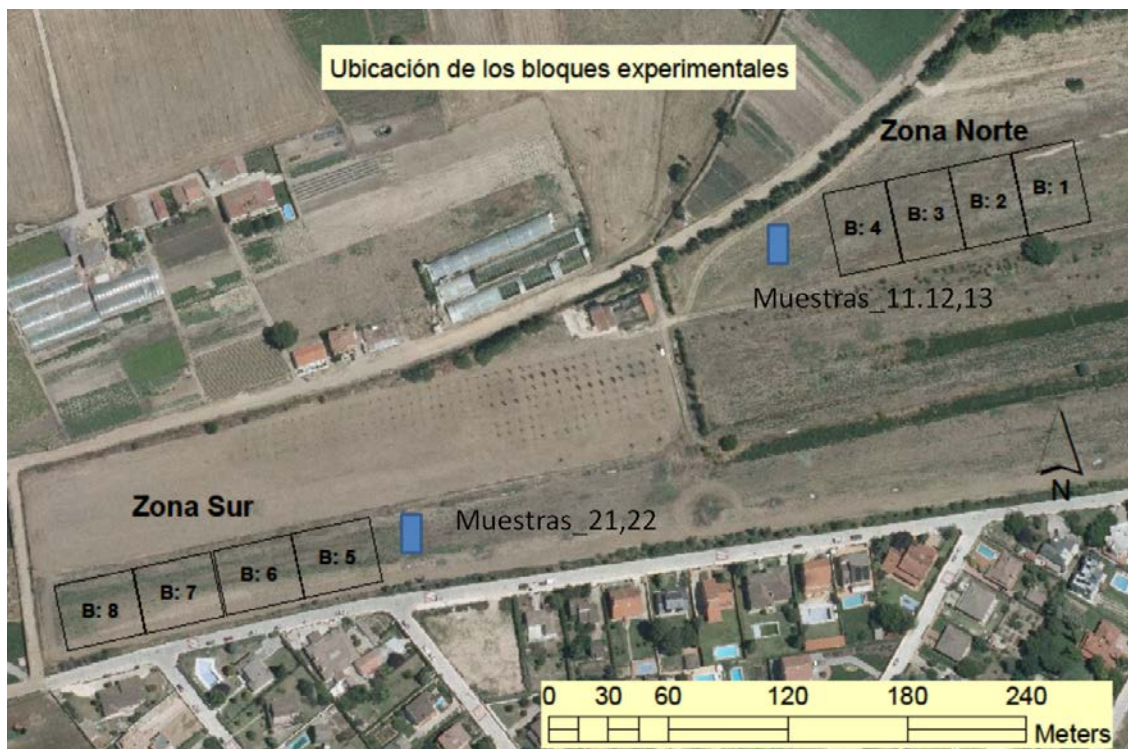 Ubicación de los bloques experimentales
Zona Norte
B: 1
B: 2
B: 3
B: 4
Muestras_11.12,13
N
Zona Sur
Muestras_21,22
B: 5
B: 6
B: 7
B: 8
0 30 60 120 180 240
Meters